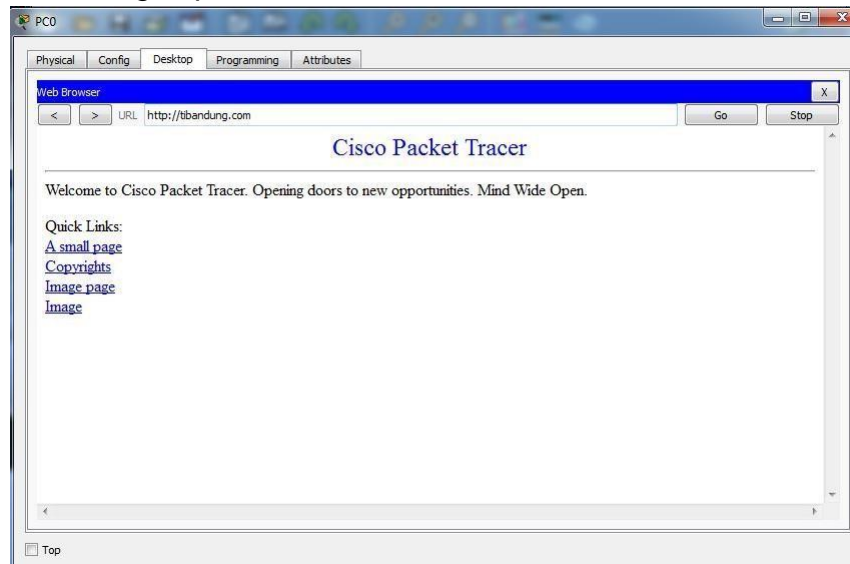 PC0
Physical Config Desktop Programming Attributes
Web Browser
X
< > URL http://tibandung.com Go Stop
Cisco Packet Tracer
Welcome to Cisco Packet Tracer. Opening doors to new opportunities. Mind Wide Open.
Quick Links:
A small page
Copyrights
Image page
Image
Top